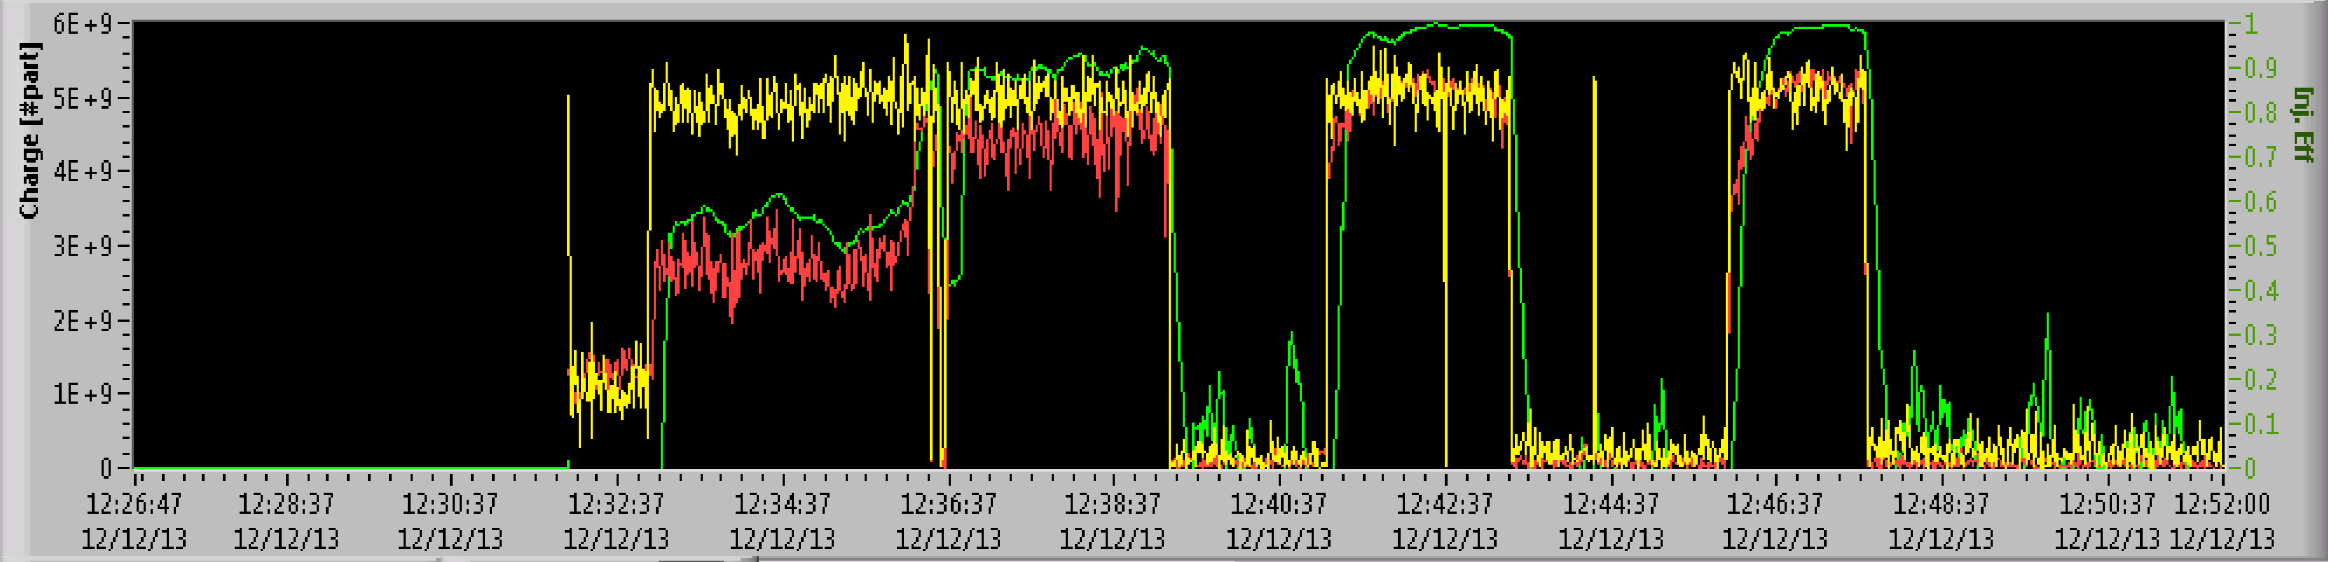 Charge [#part]
6E+9
5E+9
4E+9
3E+9
2E+9
1E+9
0
1
0.9
0.8
0.7
0.6
0.5
0.4
0.3
0.2
0.1
0
Inj. Eff
12:26:47 12:28:37 12:30:37 12:32:37 12:34:37 12:36:37 12:38:37 12:40:37 12:42:37 12:44:37 12:46:37 12:48:37 12:50:37 12:52:00
12/12/13 12/12/13 12/12/13 12/12/13 12/12/13 12/12/13 12/12/13 12/12/13 12/12/13 12/12/13 12/12/13 12/12/13 12/12/13 12/12/13